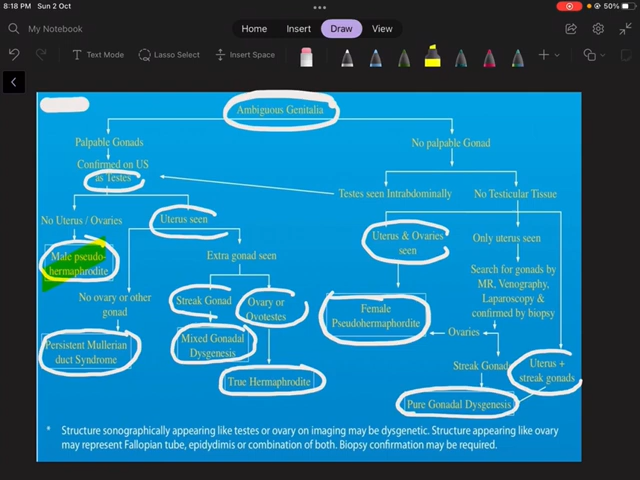 8:18 PM Sun 2 Oct
50%
My Notebook
Home Insert Draw View
Text Mode Lasso Select Insert Space
Ambiguous Genitalia
Palpable Gonads
No palpable Gonad
Confirmed on US
as Testes
Testes seen Intrabdominally
No Testicular Tissue
No Uterus / Ovaries
Uterus seen
Uterus & Ovaries
seen
Only uterus seen
Male pseudo-
hermaphrodite
Extra gonad seen
Search for gonads by
MR, Venography,
Laparoscopy &
confirmed by biopsy
No ovary or other
gonad
Streak Gonad
Ovary or
Ovotestes
Female
Pseudohermaphordite
Ovaries
Persistent Mullerian
duct Syndrome
Mixed Gonadal
Dysgenesis
Streak Gonad
Uterus +
streak gonads
True Hermaphrodite
Pure Gonadal Dysgenesis
* Structure sonographically appearing like testes or ovary on imaging may be dysgenetic. Structure appearing like ovary
may represent Fallopian tube, epidydimis or combination of both. Biopsy confirmation may be required.